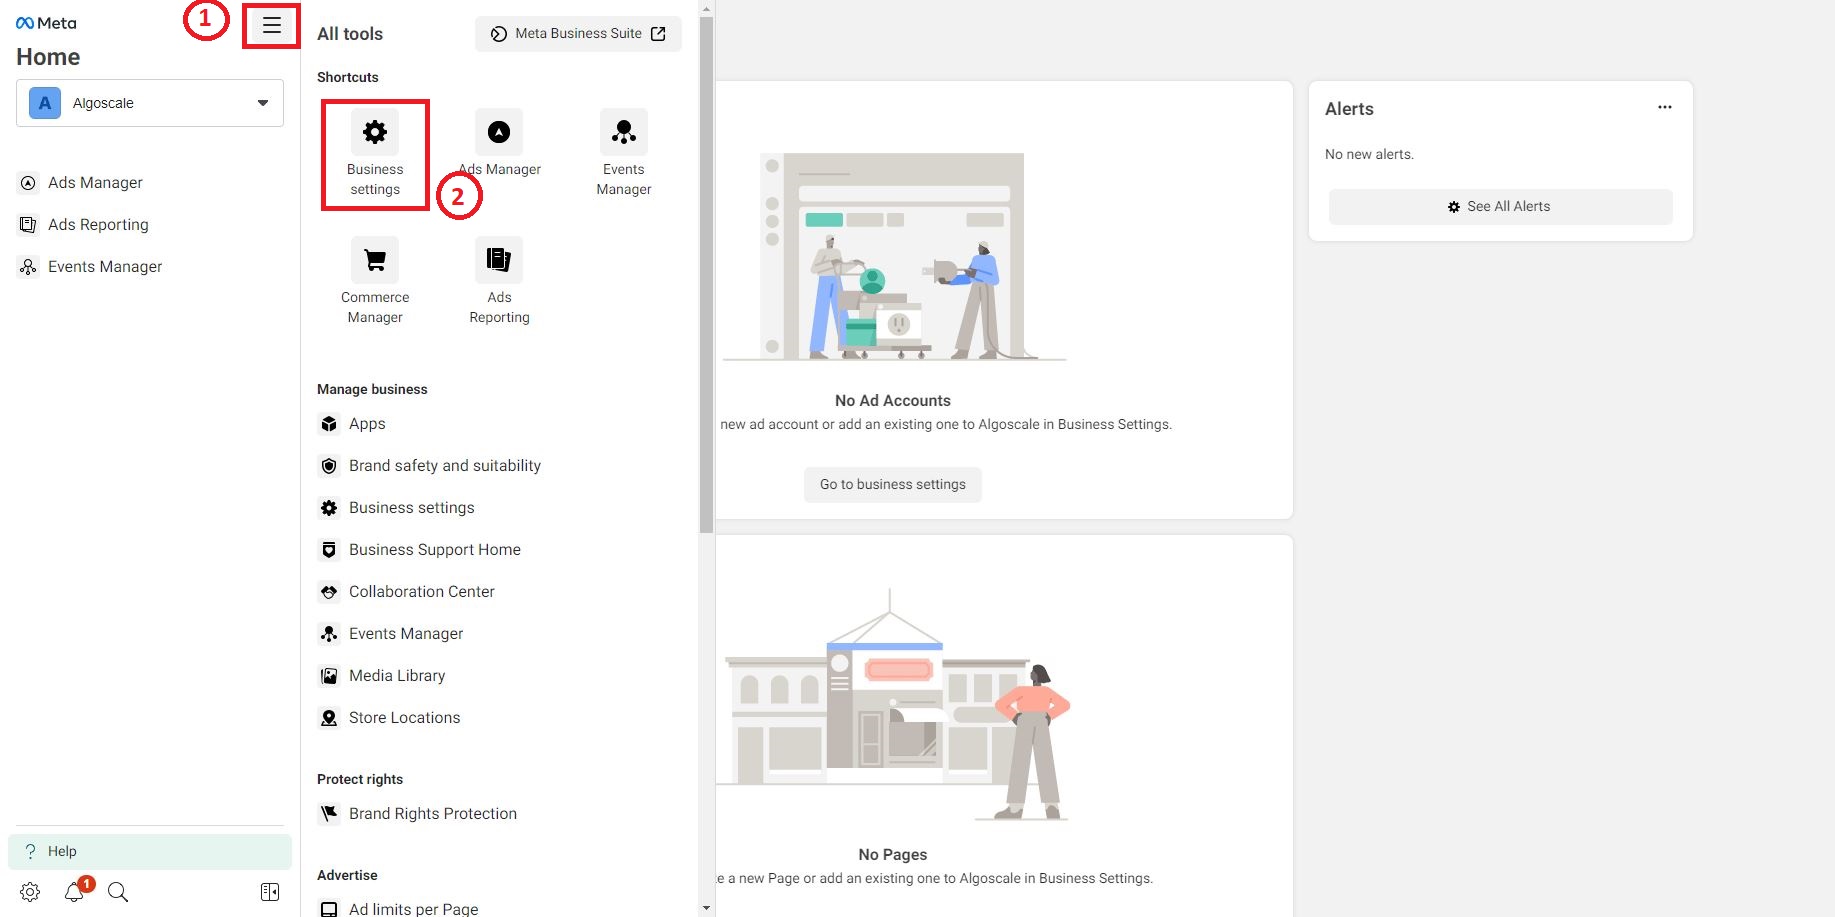 Meta
1
Home
A Algoscale
Ads Manager
Ads Reporting
Events Manager
Help
1
All tools
Meta Business Suite
Shortcuts
Business
settings
2
Ads Manager
Events
Manager
Commerce
Manager
Ads
Reporting
Manage business
Apps
Brand safety and suitability
Business settings
Business Support Home
Collaboration Center
Events Manager
Media Library
Store Locations
Protect rights
Brand Rights Protection
Advertise
Ad limits per Page
No Ad Accounts
new ad account or add an existing one to Algoscale in Business Settings.
Go to business settings
No Pages
e a new Page or add an existing one to Algoscale in Business Settings.
Alerts
No new alerts.
See All Alerts